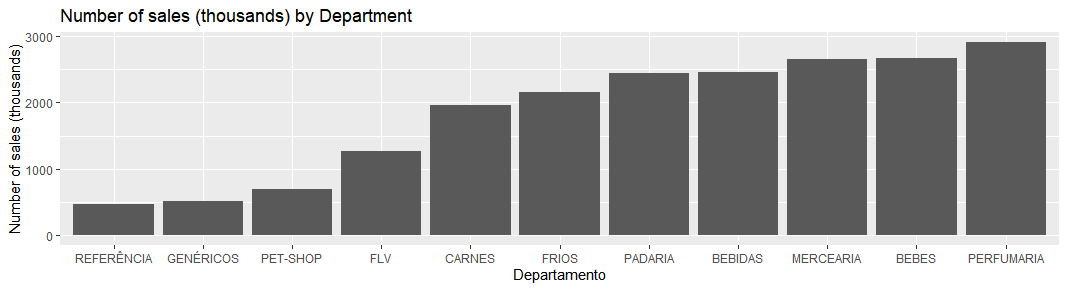 Number of sales (thousands) by Department
Number of sales (thousands)
3000
2000
1000
0
REFERÊNCIA GENÉRICOS PET-SHOP FLV CARNES FRIOS PADARIA BEBIDAS MERCEARIA BEBES PERFUMARIA
Departamento